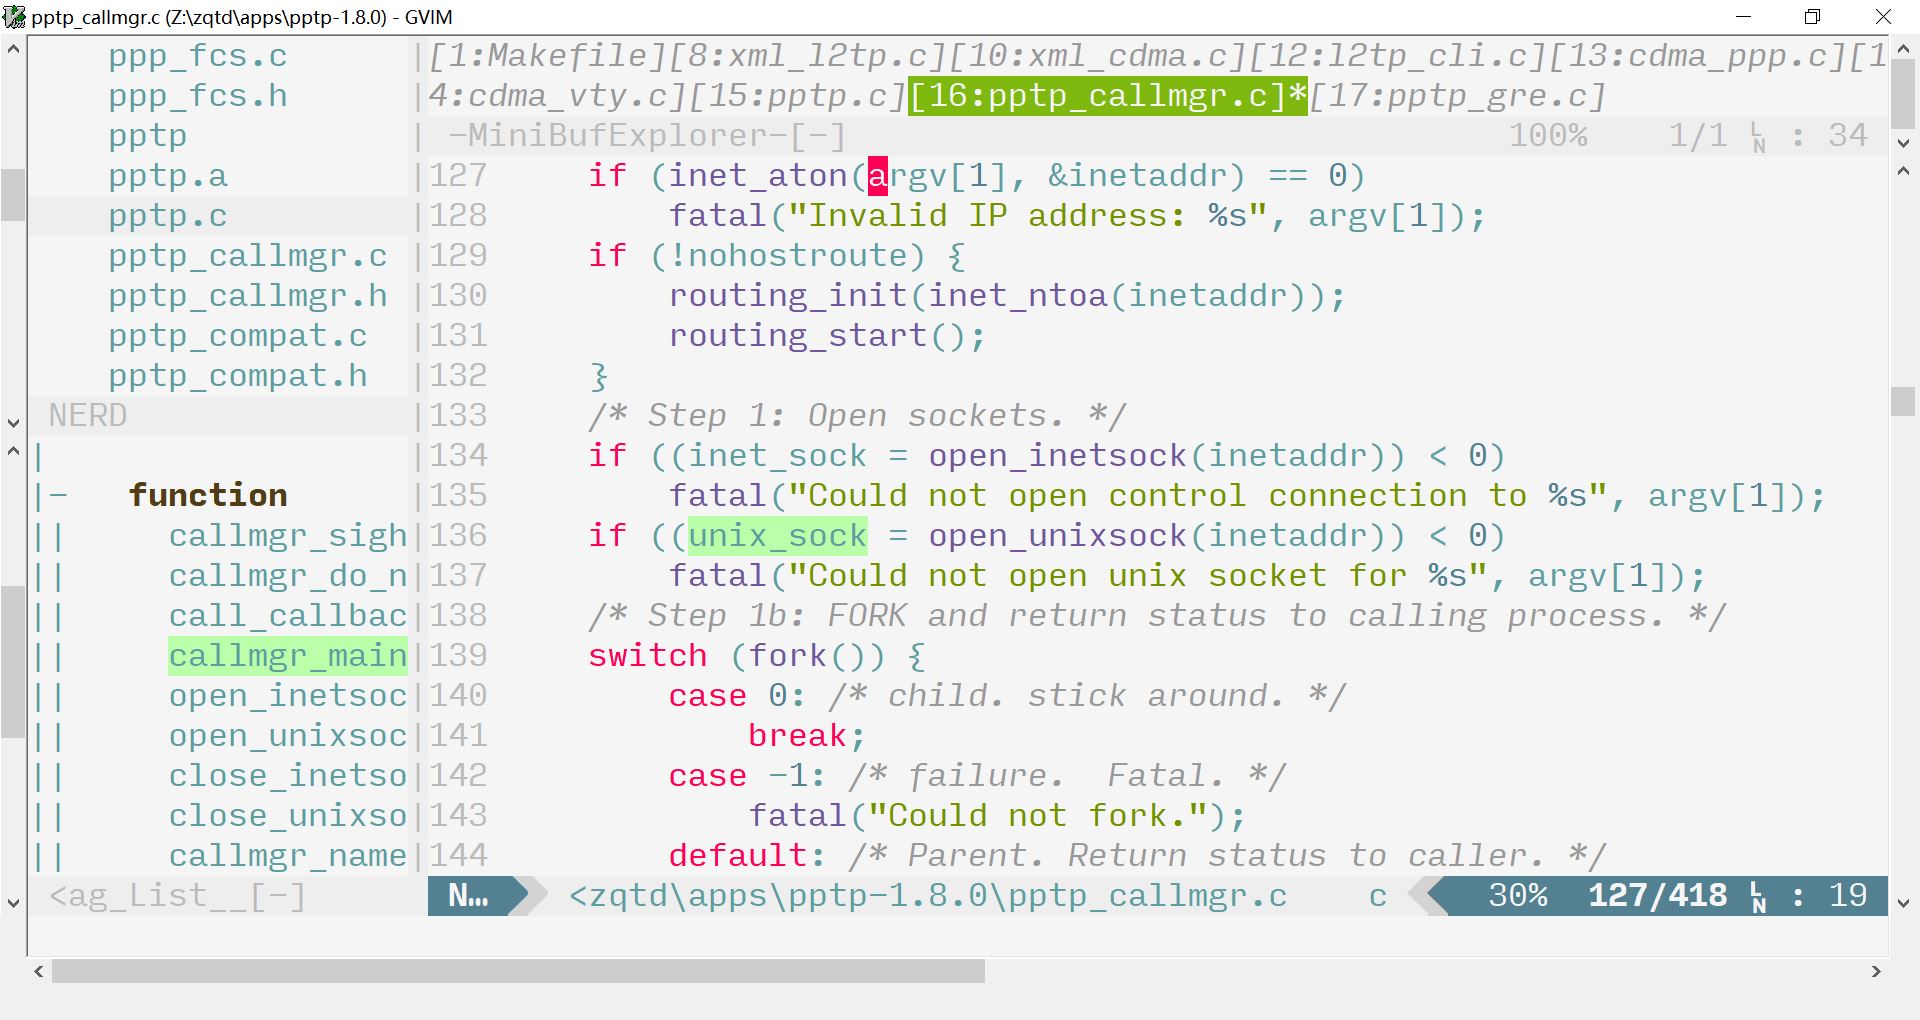 pptp_callmgr.c (Z:\zqtd\apps\pptp-1.8.0) - GVIM
ppp_fcs.c
ppp_fcs.h
pptp
pptp.a
pptp.c
pptp_callmgr.c
pptp_callmgr.h
pptp_compat.c
pptp_compat.h
NERD
|
|-   function
||     callmgr_sigh
||     callmgr_do_n
||     call_callbac
||     callmgr_main
||     open_inetsoc
||     open_unixsoc
||     close_inetso
||     close_unixso
||     callmgr_name
<ag_List__[-]
[1:Makefile][8:xml_l2tp.c][10:xml_cdma.c][12:l2tp_cli.c][13:cdma_ppp.c][1
4:cdma_vty.c][15:pptp.c][16:pptp_callmgr.c]*[17:pptp_gre.c]
-MiniBufExplorer-[-] 100% 1/1 LN : 34
127     if (inet_aton(argv[1], &inetaddr) == 0)
128         fatal("Invalid IP address: %s", argv[1]);
129     if (!nohostroute) {
130         routing_init(inet_ntoa(inetaddr));
131         routing_start();
132     }
133     /* Step 1: Open sockets. */
134     if ((inet_sock = open_inetsock(inetaddr)) < 0)
135         fatal("Could not open control connection to %s", argv[1]);
136     if ((unix_sock = open_unixsock(inetaddr)) < 0)
137         fatal("Could not open unix socket for %s", argv[1]);
138     /* Step 1b: FORK and return status to calling process. */
139     switch (fork()) {
140         case 0: /* child. stick around. */
141             break;
142         case -1: /* failure.  Fatal. */
143             fatal("Could not fork.");
144         default: /* Parent. Return status to caller. */
N… <zqtd\apps\pptp-1.8.0\pptp_callmgr.c c 30% 127/418 LN : 19